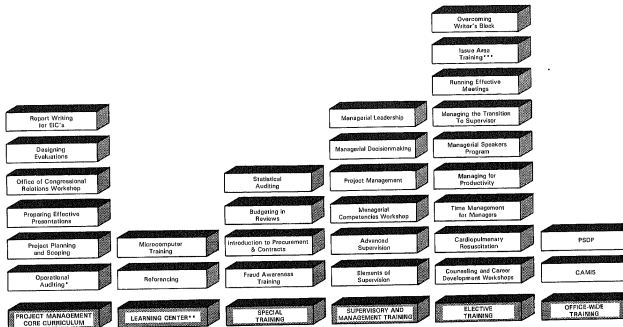 Overcoming
Writer's Block
Issue Area
Training***
Running Effective
Meetings
Report Writing
for EIC's
Managerial Leadership
Managing the Transition
To Supervisor
Designing
Evaluations
Managerial Decisionmaking
Managerial Speakers
Program
Office of Congressional
Relations Workshop
Statistical
Auditing
Project Management
Managing for
Productivity
Preparing Effective
Presentations
Budgeting in
Reviews
Managerial
Competencies Workshop
Time Management
for Managers
Project Planning
and Scoping
Microcomputer
Training
Introduction to Procurement
& Contracts
Advanced
Supervision
Cardiopulmonary
Resuscitation
PSDP
Operational
Auditing*
Referencing
Fraud Awareness
Training
Elements of
Supervision
Counseling and Career
Development Workshops
CAMIS
PROJECT MANAGEMENT
CORE CURRICULUM
LEARNING CENTER**
SPECIAL
TRAINING
SUPERVISORY AND
MANAGEMENT TRAINING
ELECTIVE
TRAINING
OFFICE-WIDE
TRAINING